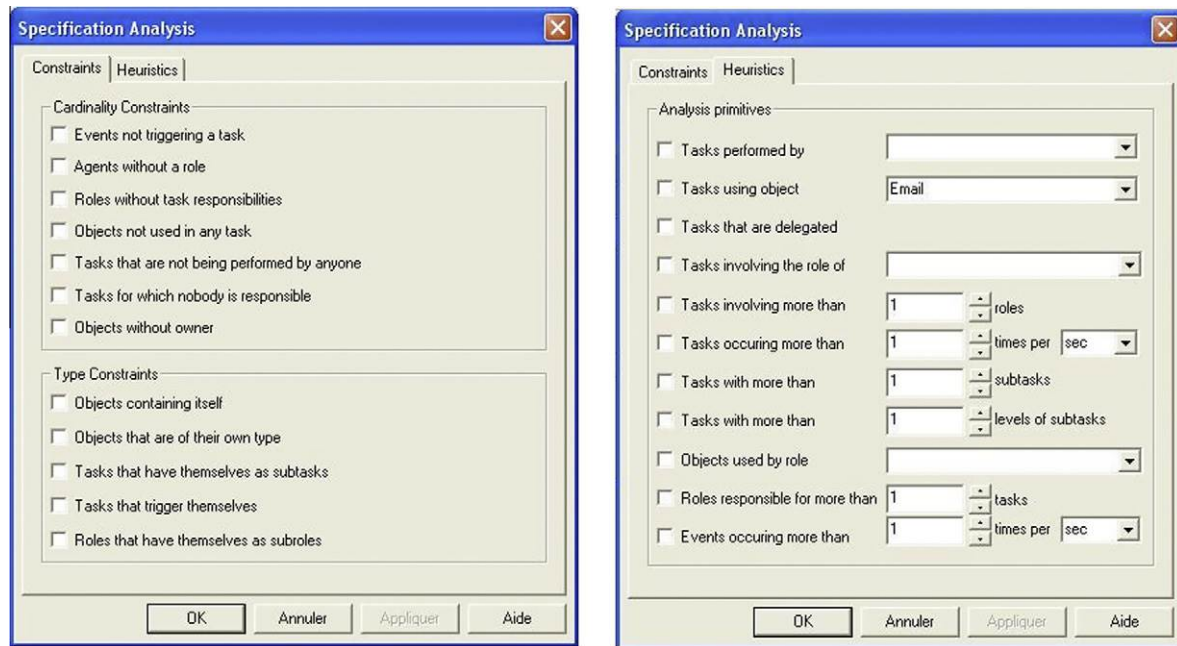 Specification Analysis
Constraints Heuristics
Cardinality Constraints
Events not triggering a task
Agents without a role
Roles without task responsibilities
Objects not used in any task
Tasks that are not being performed by anyone
Tasks for which nobody is responsible
Objects without owner
Type Constraints
Objects containing itself
Objects that are of their own type
Tasks that have themselves as subtasks
Tasks that trigger themselves
Roles that have themselves as subroles
OK Annuler Appliquer Aide
Specification Analysis
Constraints Heuristics
Analysis primitives
Tasks performed by
Tasks using object Email
Tasks that are delegated
Tasks involving the role of
Tasks involving more than 1 roles
Tasks occuring more than 1 times per sec
Tasks with more than 1 subtasks
Tasks with more than 1 levels of subtasks
Objects used by role
Roles responsible for more than 1 tasks
Events occuring more than 1 times per sec
OK Annuler Appliquer Aide